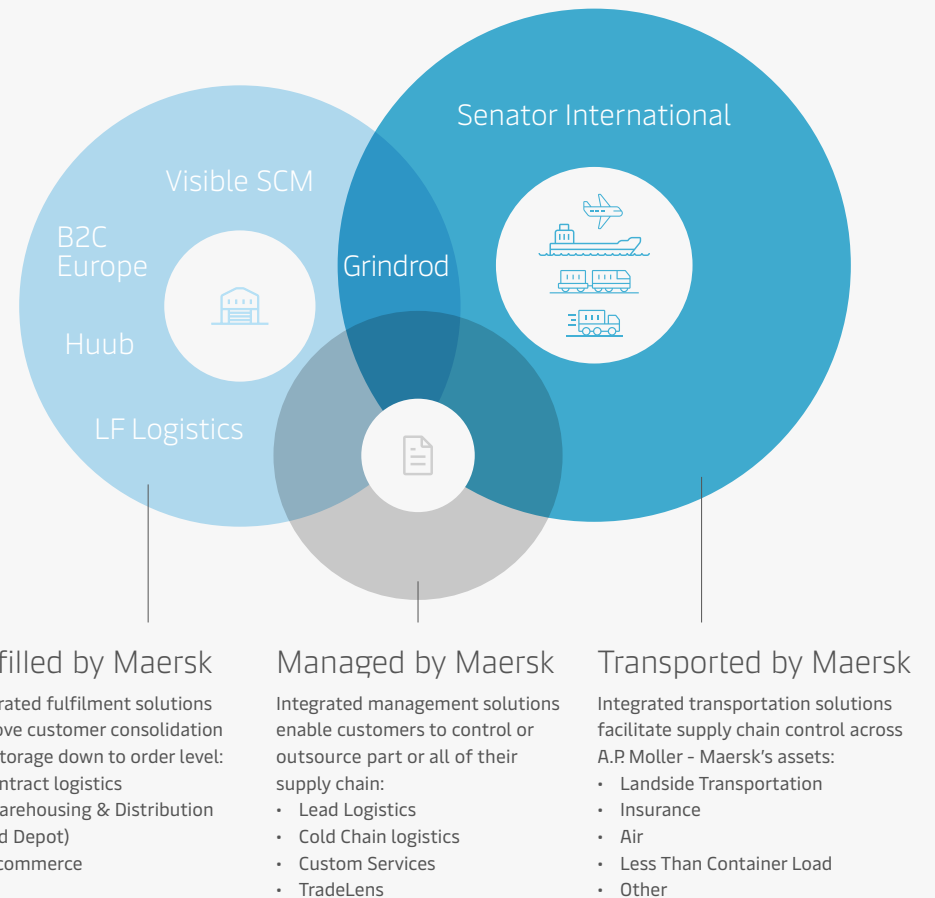 Senator International
Visible SCM
B2C
Europe
Grindrod
Huub
LF Logistics
filled by Maersk
rated fulfilment solutions
ove customer consolidation
torage down to order level:
ntract logistics
arehousing & Distribution
d Depot)
commerce
Managed by Maersk
Integrated management solutions
enable customers to control or
outsource part or all of their
supply chain:
• Lead Logistics
• Cold Chain logistics
• Custom Services
• TradeLens
Transported by Maersk
Integrated transportation solutions
facilitate supply chain control across
A.P. Moller - Maersk's assets:
• Landside Transportation
• Insurance
• Air
• Less Than Container Load
• Other